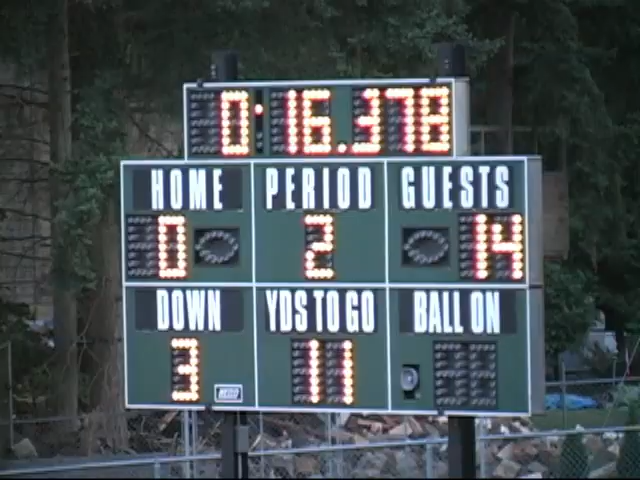 0:16.378
HOME PERIOD GUESTS
0 2 14
DOWN YDS TO GO BALL ON
3 11